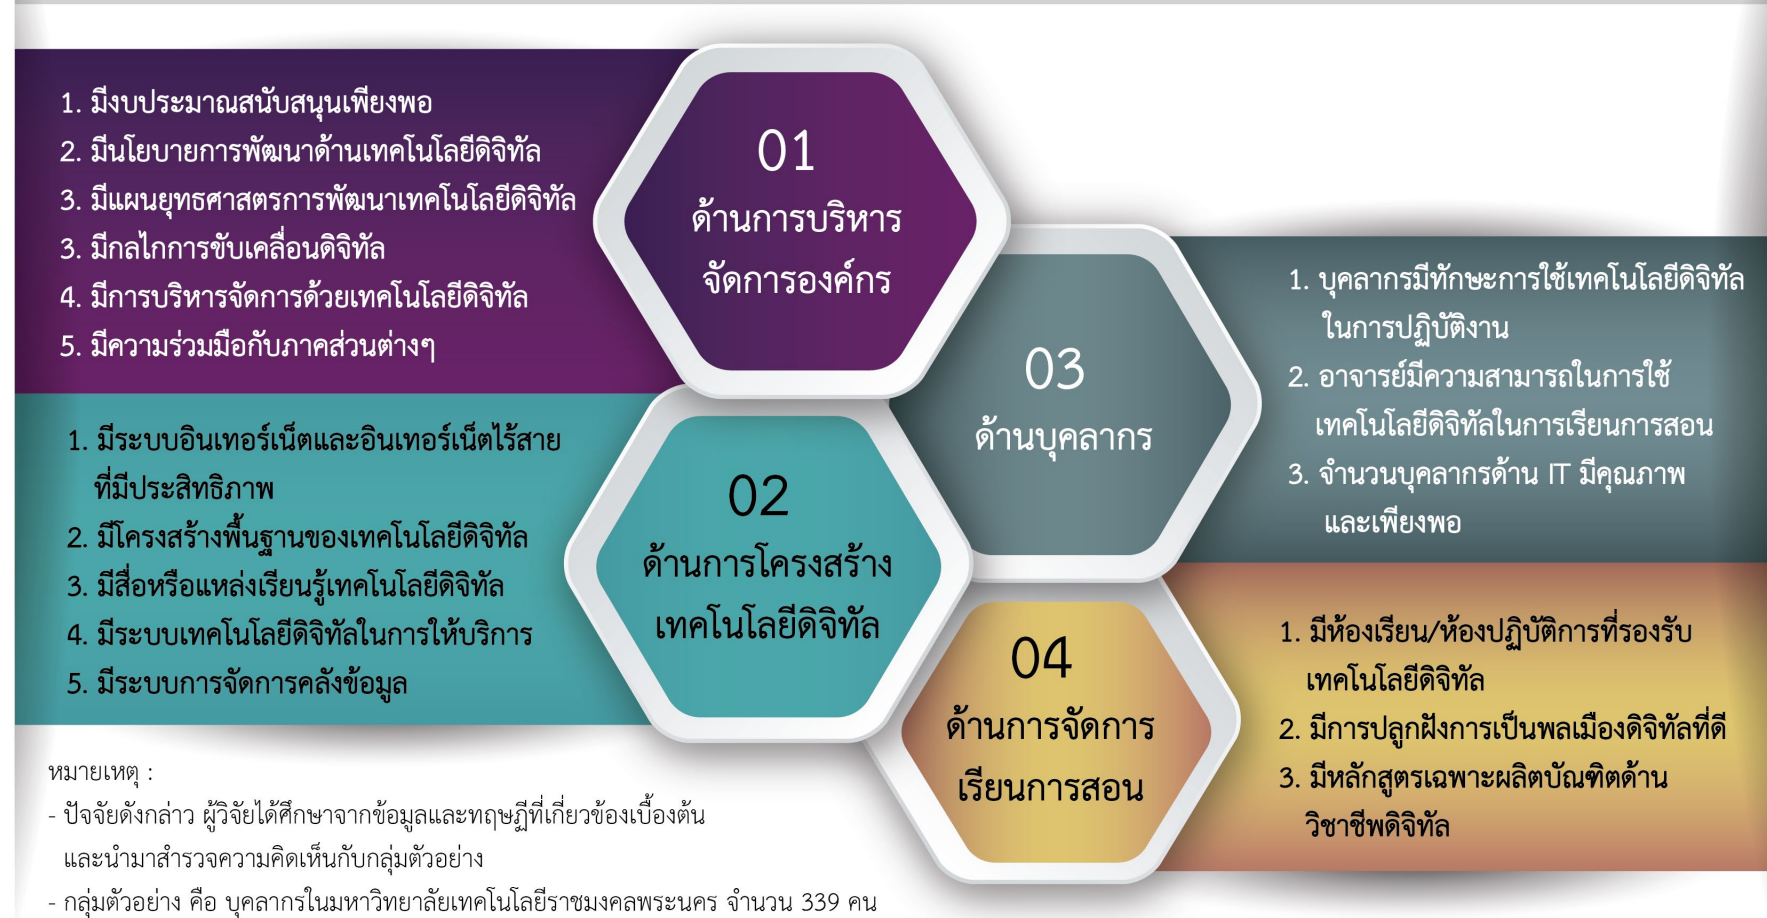 1. มีงบประมาณสนับสนุนเพียงพอ
2. มีนโยบายการพัฒนาด้านเทคโนโลยีดิจิทัล
3. มีแผนยุทธศาสตรการพัฒนาเทคโนโลยีดิจิทัล
3. มีกลไกการขับเคลื่อนดิจิทัล
4. มีการบริหารจัดการด้วยเทคโนโลยีดิจิทัล
5. มีความร่วมมือกับภาคส่วนต่างๆ
01
ด้านการบริหาร
จัดการองค์กร
1. มีระบบอินเทอร์เน็ตและอินเทอร์เน็ตไร้สาย
ที่มีประสิทธิภาพ
2. มีโครงสร้างพื้นฐานของเทคโนโลยีดิจิทัล
3. มีสื่อหรือแหล่งเรียนรู้เทคโนโลยีดิจิทัล
4. มีระบบเทคโนโลยีดิจิทัลในการให้บริการ
5. มีระบบการจัดการคลังข้อมูล
02
ด้านการโครงสร้าง
เทคโนโลยีดิจิทัล
03
ด้านบุคลากร
1. บุคลากรมีทักษะการใช้เทคโนโลยีดิจิทัล
ในการปฏิบัติงาน
2. อาจารย์มีความสามารถในการใช้
เทคโนโลยีดิจิทัลในการเรียนการสอน
3. จำนวนบุคลากรด้าน IT มีคุณภาพ
และเพียงพอ
04
ด้านการจัดการ
เรียนการสอน
1. มีห้องเรียน/ห้องปฏิบัติการที่รองรับ
เทคโนโลยีดิจิทัล
2. มีการปลูกฝังการเป็นพลเมืองดิจิทัลที่ดี
3. มีหลักสูตรเฉพาะผลิตบัณฑิตด้าน
วิชาชีพดิจิทัล
หมายเหตุ :
- ปัจจัยดังกล่าว ผู้วิจัยได้ศึกษาจากข้อมูลและทฤษฏีที่เกี่ยวข้องเบื้องต้น
และนำมาสำรวจความคิดเห็นกับกลุ่มตัวอย่าง
- กลุ่มตัวอย่าง คือ บุคลากรในมหาวิทยาลัยเทคโนโลยีราชมงคลพระนคร จำนวน 339 คน